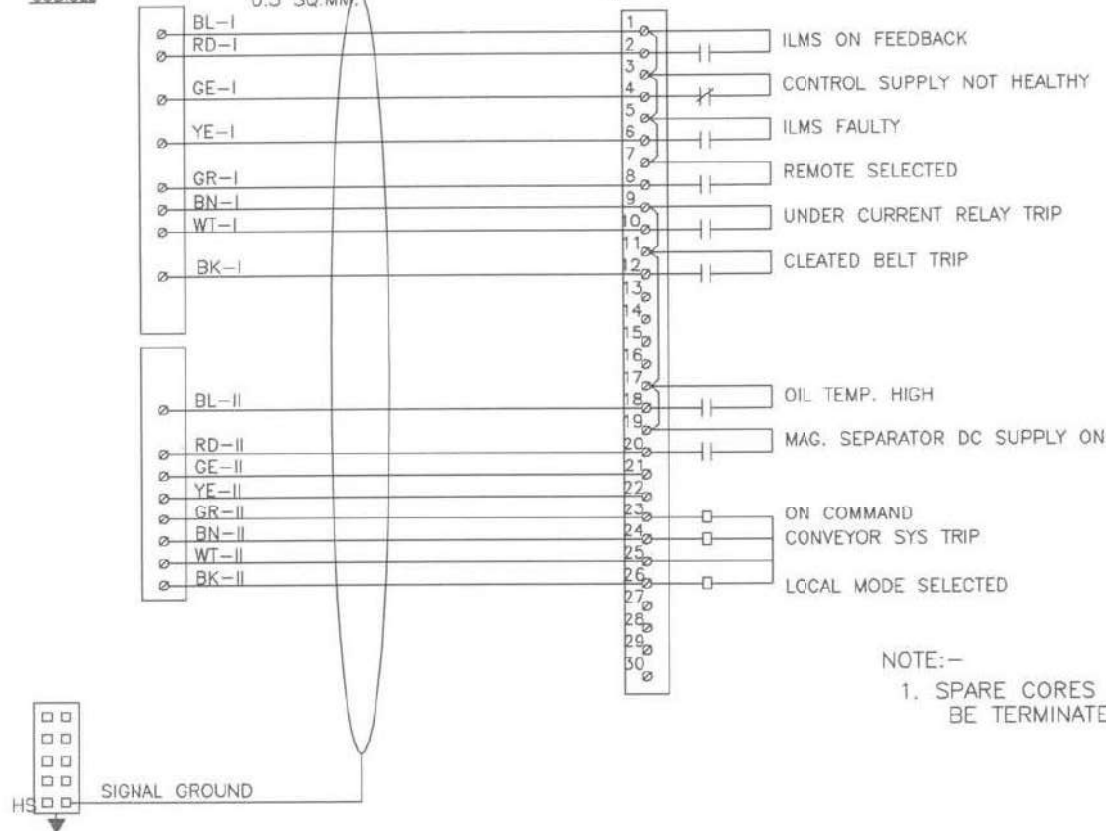 0.5 SQ.MM.
BL-I
RD-I
GE-I
YE-I
GR-I
BN-I
WT-I
BK-I
BL-II
RD-II
GE-II
YE-II
GR-II
BN-II
WT-II
BK-II
1
2
3
4
5
6
7
8
9
10
11
12
13
14
15
16
17
18
19
20
21
22
23
24
25
26
27
28
29
30
ILMS ON FEEDBACK
CONTROL SUPPLY NOT HEALTHY
ILMS FAULTY
REMOTE SELECTED
UNDER CURRENT RELAY TRIP
CLEATED BELT TRIP
OIL TEMP. HIGH
MAG. SEPARATOR DC SUPPLY ON
ON COMMAND
CONVEYOR SYS TRIP
LOCAL MODE SELECTED
NOTE:-
1. SPARE CORES
BE TERMINATE
HS
SIGNAL GROUND